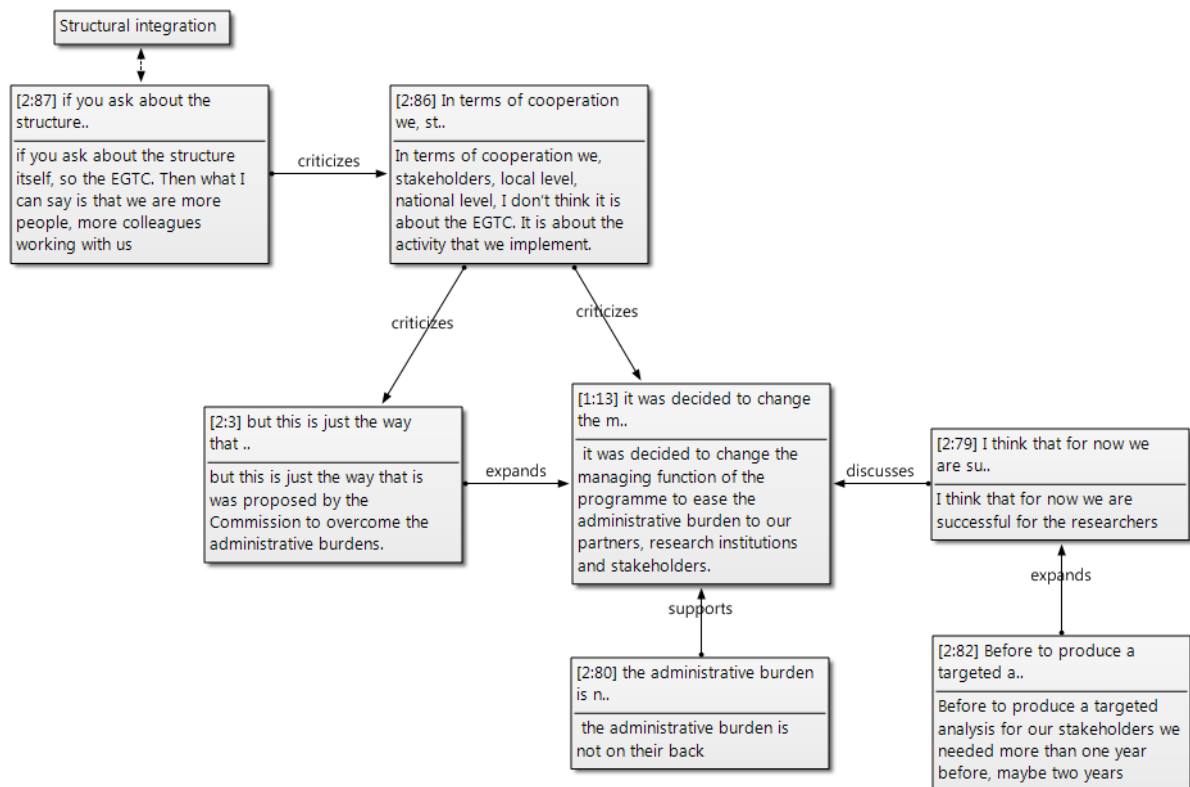 Structural integration
[2:87] if you ask about the
structure..
if you ask about the structure
itself, so the EGTC. Then what I
can say is that we are more
people, more colleagues
working with us
criticizes
[2:86] In terms of cooperation
we, st..
In terms of cooperation we,
stakeholders, local level,
national level, I don't think it is
about the EGTC. It is about the
activity that we implement.
criticizes
criticizes
[2:3] but this is just the way
that ..
but this is just the way that is
was proposed by the
Commission to overcome the
administrative burdens.
expands
[1:13] it was decided to change
the m..
it was decided to change the
managing function of the
programme to ease the
administrative burden to our
partners, research institutions
and stakeholders.
discusses
[2:79] I think that for now we
are su..
I think that for now we are
successful for the researchers
supports
expands
[2:80] the administrative burden
is n..
the administrative burden is
not on their back
[2:82] Before to produce a
targeted a..
Before to produce a targeted
analysis for our stakeholders we
needed more than one year
before, maybe two years